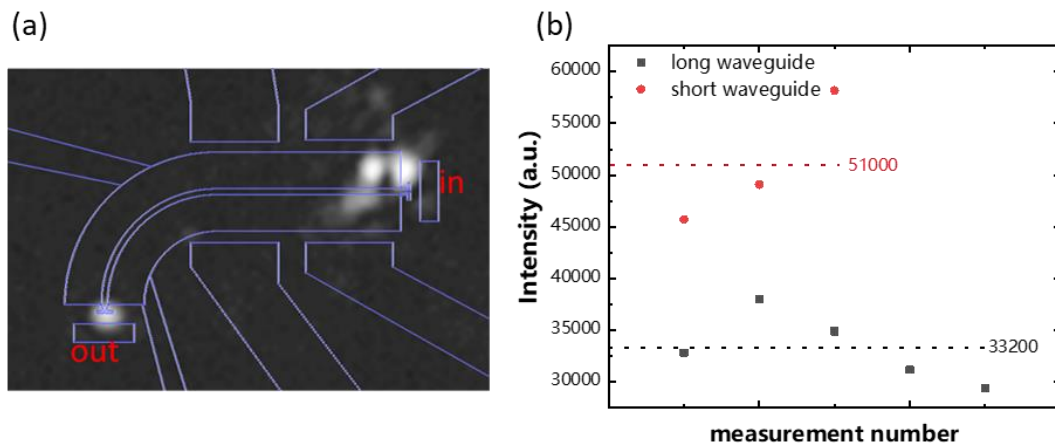 (a)
in
out
(b)
Intensity (a.u.)
60000
55000
50000
45000
40000
35000
30000
long waveguide
short waveguide
51000
33200
measurement number